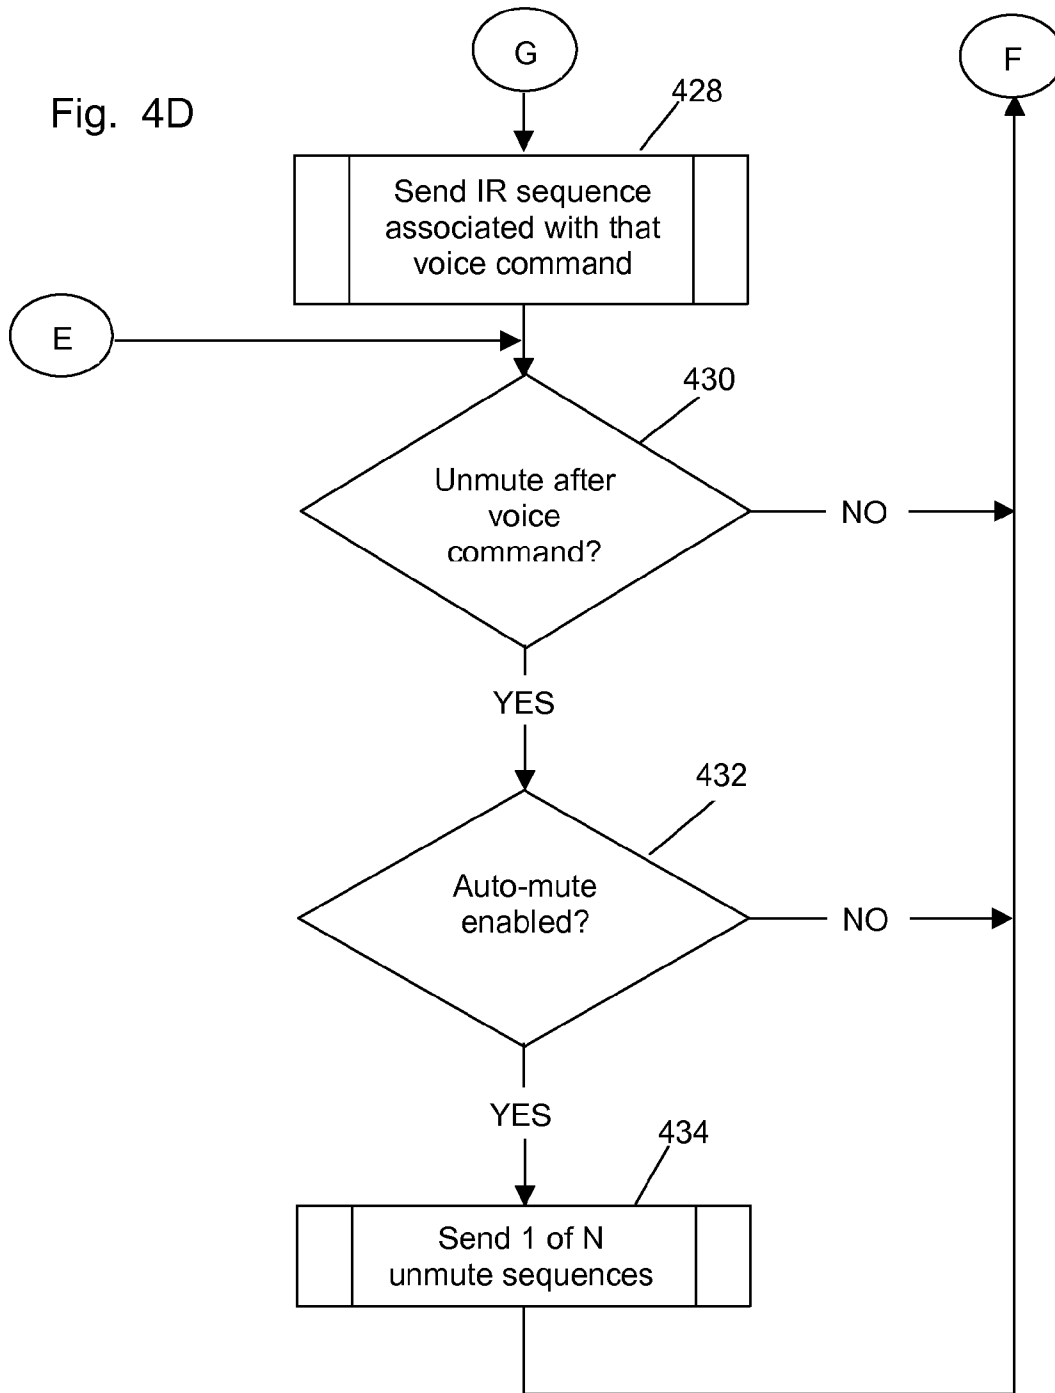 G
F
Fig. 4D
428
Send IR sequence
associated with that
voice command
E
430
Unmute after
voice
command?
NO
YES
432
Auto-mute
enabled?
NO
YES
434
Send 1 of N
unmute sequences